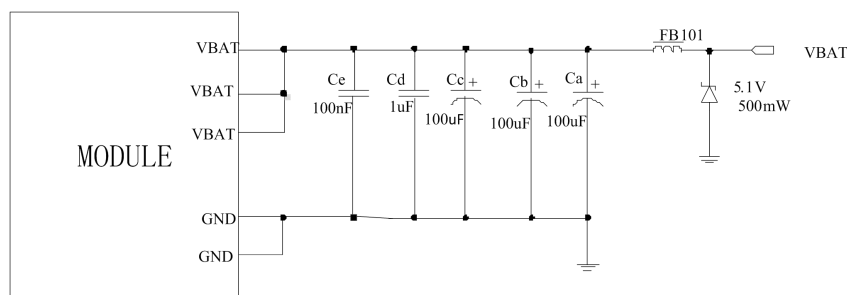 FB101
VBAT
VBAT
Ce
Cd
Cc
+
Cb
+
Ca
+
5.1V
500mW
VBAT
100nF
1uF
100uF
100uF
100uF
VBAT
MODULE
GND
GND